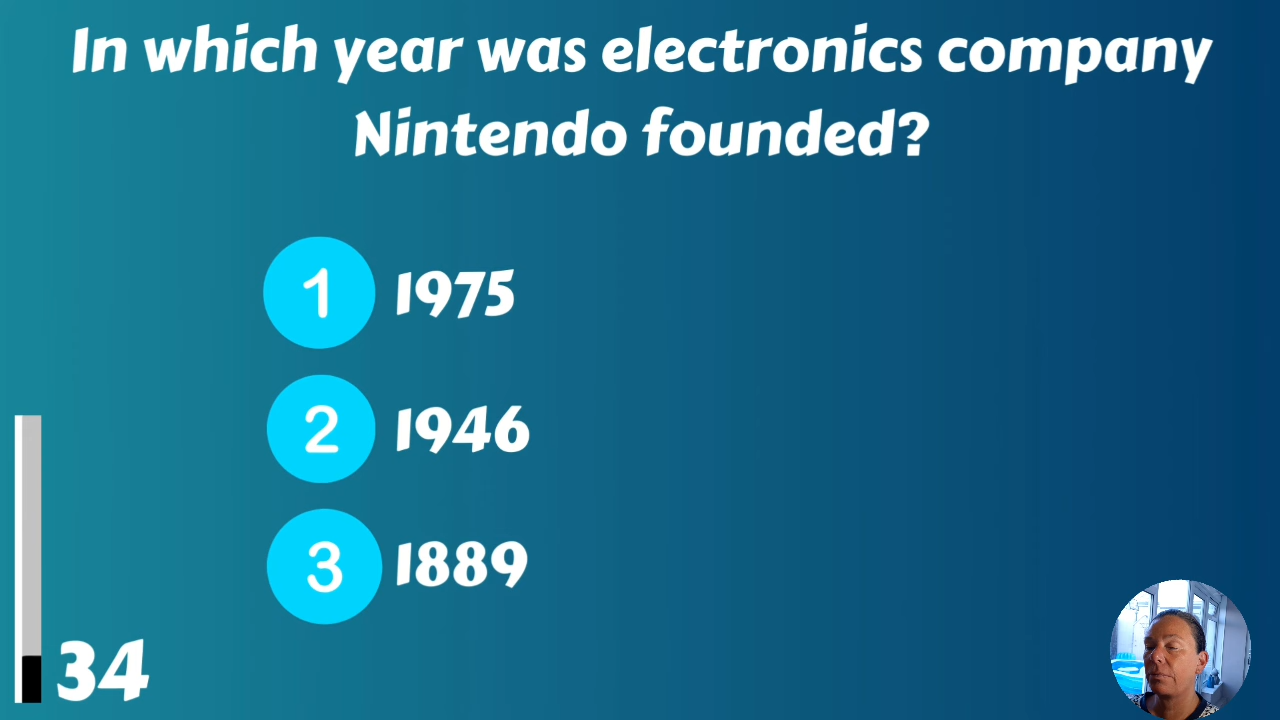 In which year was electronics company
Nintendo founded?
1 1975
2 1946
3 1889
34